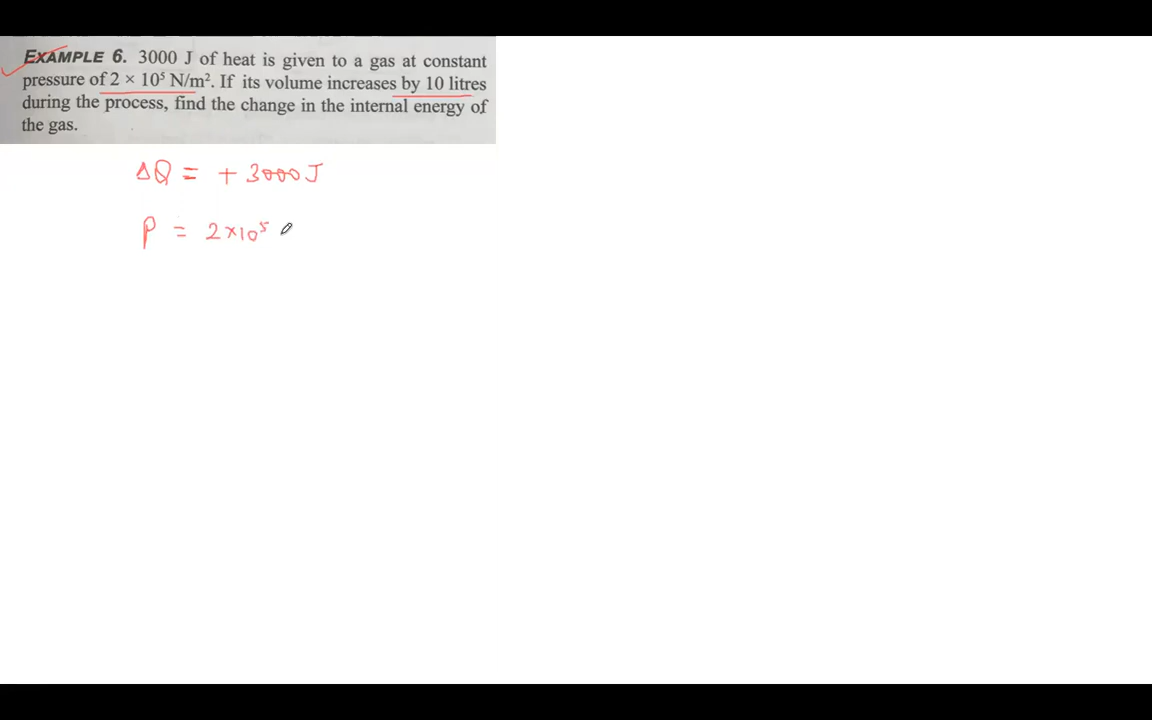 EXAMPLE 6. 3000 J of heat is given to a gas at constant
pressure of 2 × 10⁵ N/m². If its volume increases by 10 litres
during the process, find the change in the internal energy of
the gas.
ΔQ = + 3000 J
P = 2×10⁵